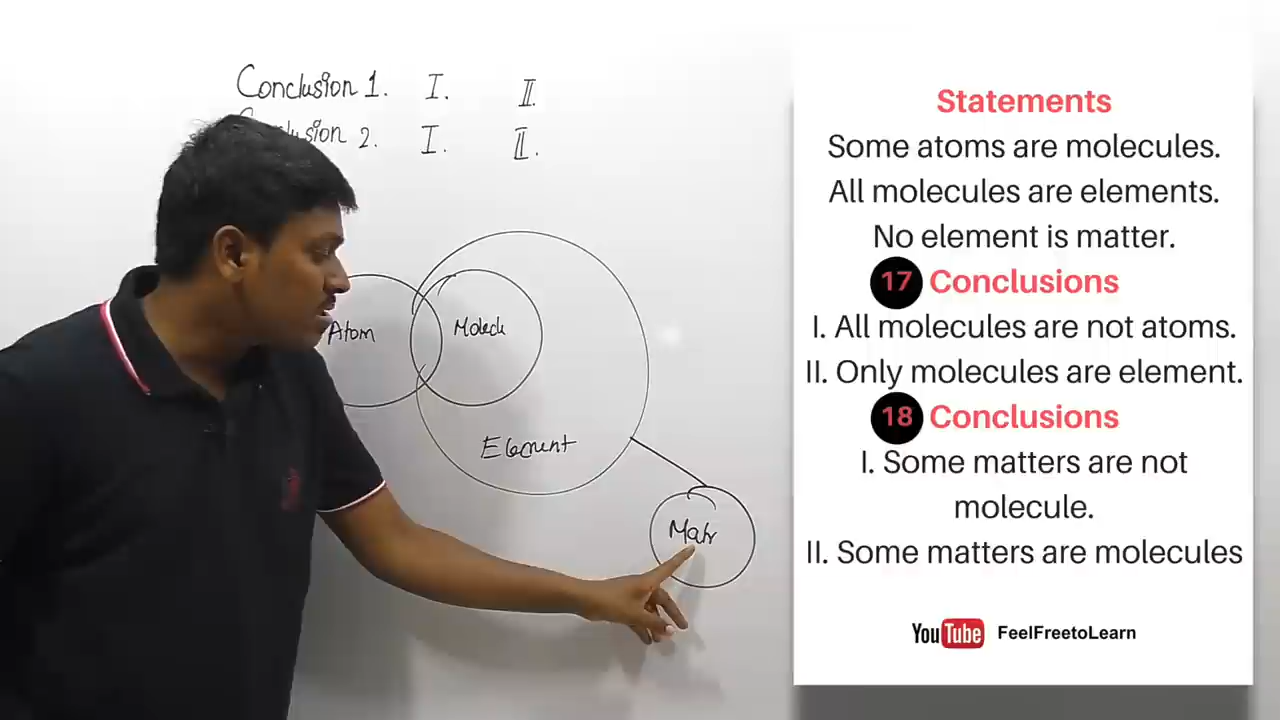 Conclusion 1. I. II.
Conclusion 2. I. II.
Atom
Molecu
Element
Matr
Statements
Some atoms are molecules.
All molecules are elements.
No element is matter.
17 Conclusions
I. All molecules are not atoms.
II. Only molecules are element.
18 Conclusions
I. Some matters are not
molecule.
II. Some matters are molecules
YouTube FeelFreetoLearn